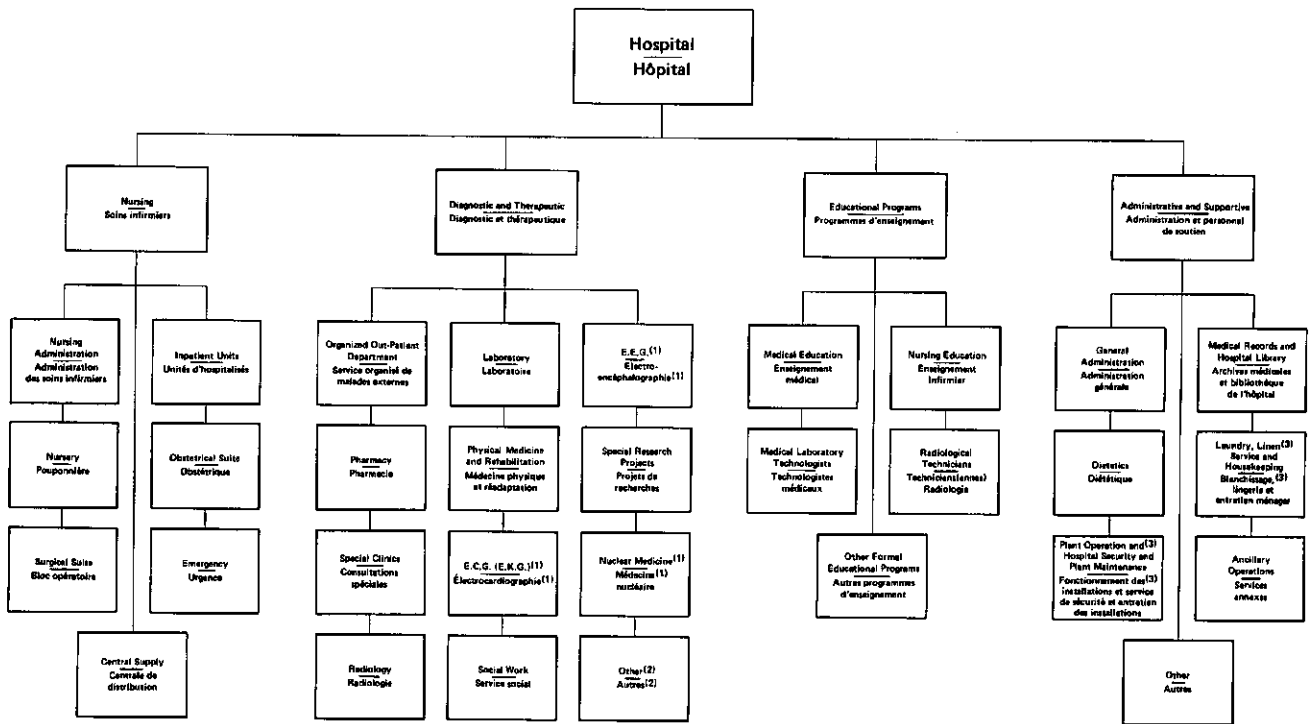 Hospital
Hôpital
Nursing
Soins infirmiers
Diagnostic and Therapeutic
Diagnostic et thérapeutique
Educational Programs
Programmes d'enseignement
Administrative and Supportive
Administration et personnel
de soutien
Nursing
Administration
Administration
des soins infirmiers
Inpatient Units
Unités d'hospitalisés
Organized Out-Patient
Department
Service organisé de
malades externes
Laboratory
Laboratoire
E.E.G.(1)
Électro-
encéphalographie(1)
Medical Education
Enseignement
médical
Nursing Education
Enseignement
Infirmier
General
Administration
Administration
générale
Medical Records and
Hospital Library
Archives médicales
et bibliothèque
de l'hôpital
Nursery
Pouponnière
Obstetrical Suite
Obstétrique
Pharmacy
Pharmacie
Physical Medicine
and Rehabilitation
Médecine physique
et réadaptation
Special Research
Projects
Projets de
recherches
Medical Laboratory
Technologists
Technologistes
médicaux
Radiological
Technicians
Techniciens(iennes)
Radiologie
Dietetics
Diététique
Laundry, Linen(3)
Service and
Housekeeping
Blanchissage,(3)
lingerie et
entretien ménager
Surgical Suite
Bloc opératoire
Emergency
Urgence
Special Clinics
Consultations
spéciales
E.C.G. (E.K.G.)(1)
Électrocardiographie(1)
Nuclear Medicine(1)
Médecine(1)
nucléaire
Other Formal
Educational Programs
Autres programmes
d'enseignement
Plant Operation and(3)
Hospital Security and
Plant Maintenance
Fonctionnement des(3)
installations et service
de sécurité et entretien
des installations
Ancillary
Operations
Services
annexes
Central Supply
Centrale de
distribution
Radiology
Radiologie
Social Work
Service social
Other(2)
Autres(2)
Other
Autres